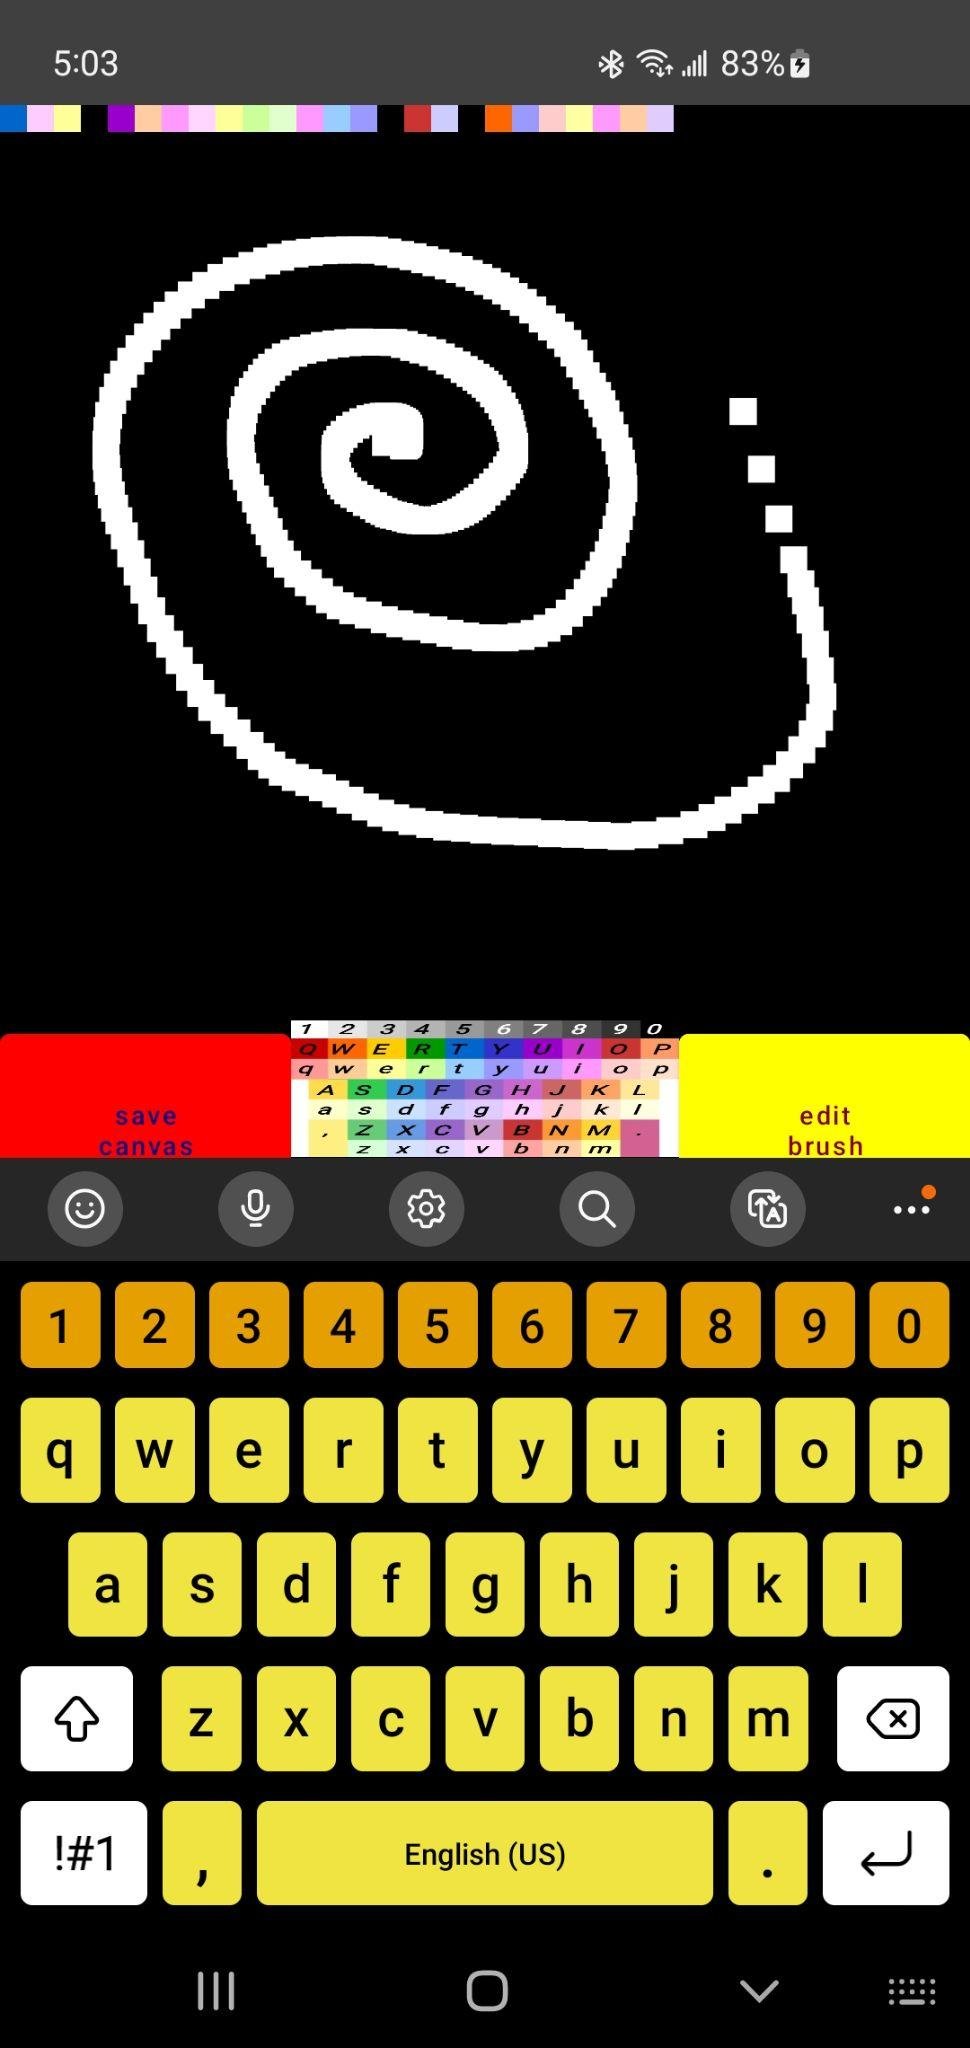 5:03 83%
1 2 3 4 5 6 7 8 9 0
Q W E R T Y U I O P
q w e r t y u i o p
A S D F G H J K L
a s d f g h j k l
, Z X C V B N M .
z x c v b n m
save
canvas
edit
brush
1 2 3 4 5 6 7 8 9 0
q w e r t y u i o p
a s d f g h j k l
z x c v b n m
!#1 , English (US) .